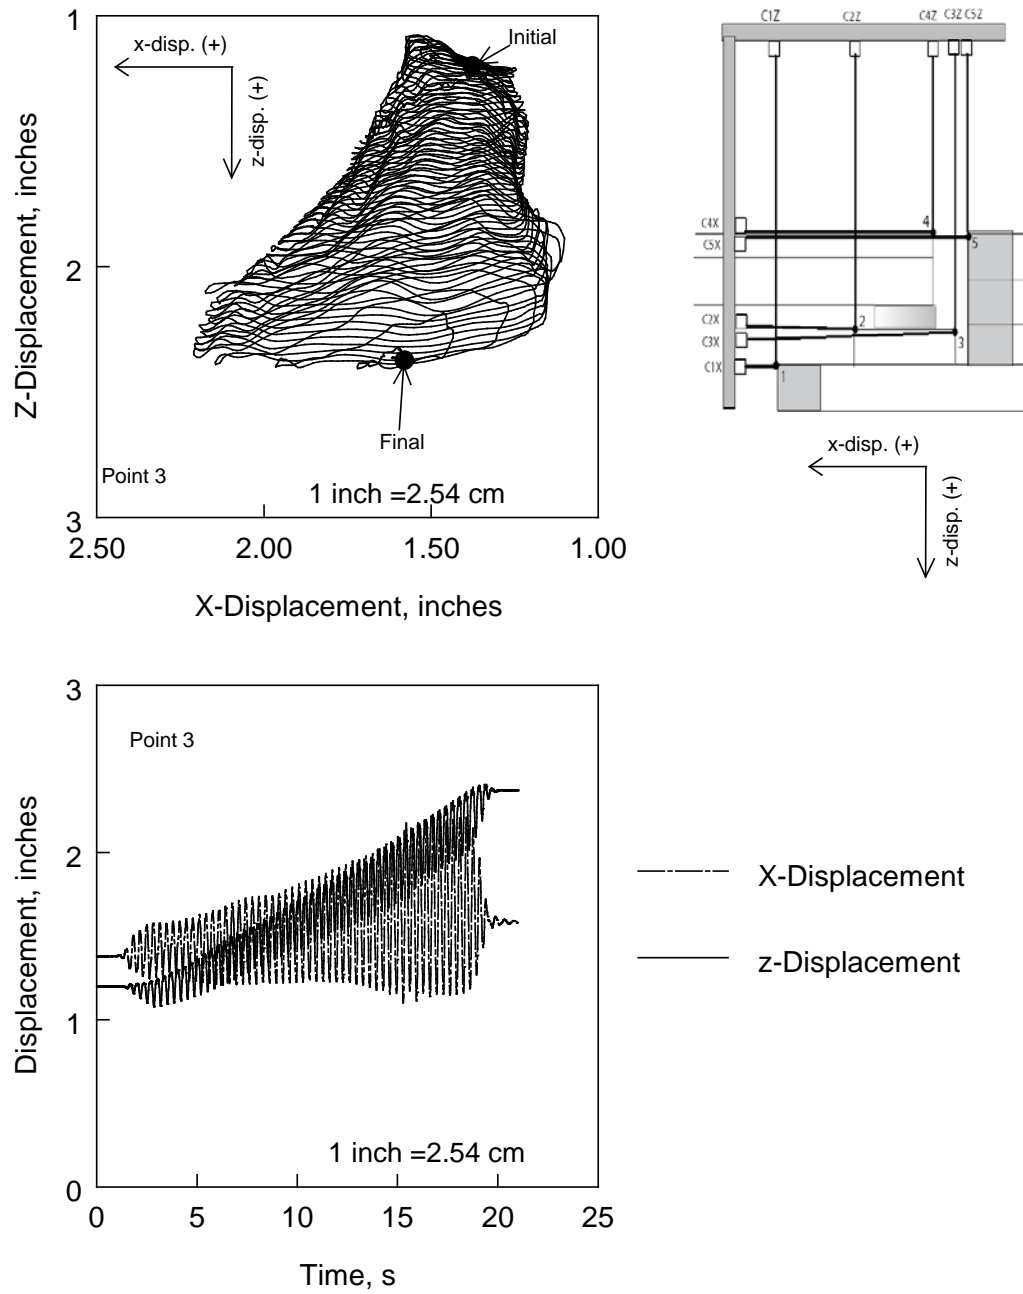 1
Initial
x-disp. (+)
z-disp. (+)
Z-Displacement, inches
2
Final
Point 3
1 inch =2.54 cm
3
2.50
2.00
1.50
1.00
X-Displacement, inches
C1Z
C2Z
C4Z
C3Z
C5Z
C4X
C5X
4
5
C2X
C3X
2
3
C1X
1
x-disp. (+)
z-disp. (+)
3
Point 3
2
Displacement, inches
1
1 inch =2.54 cm
0
0
5
10
15
20
25
Time, s
X-Displacement
z-Displacement